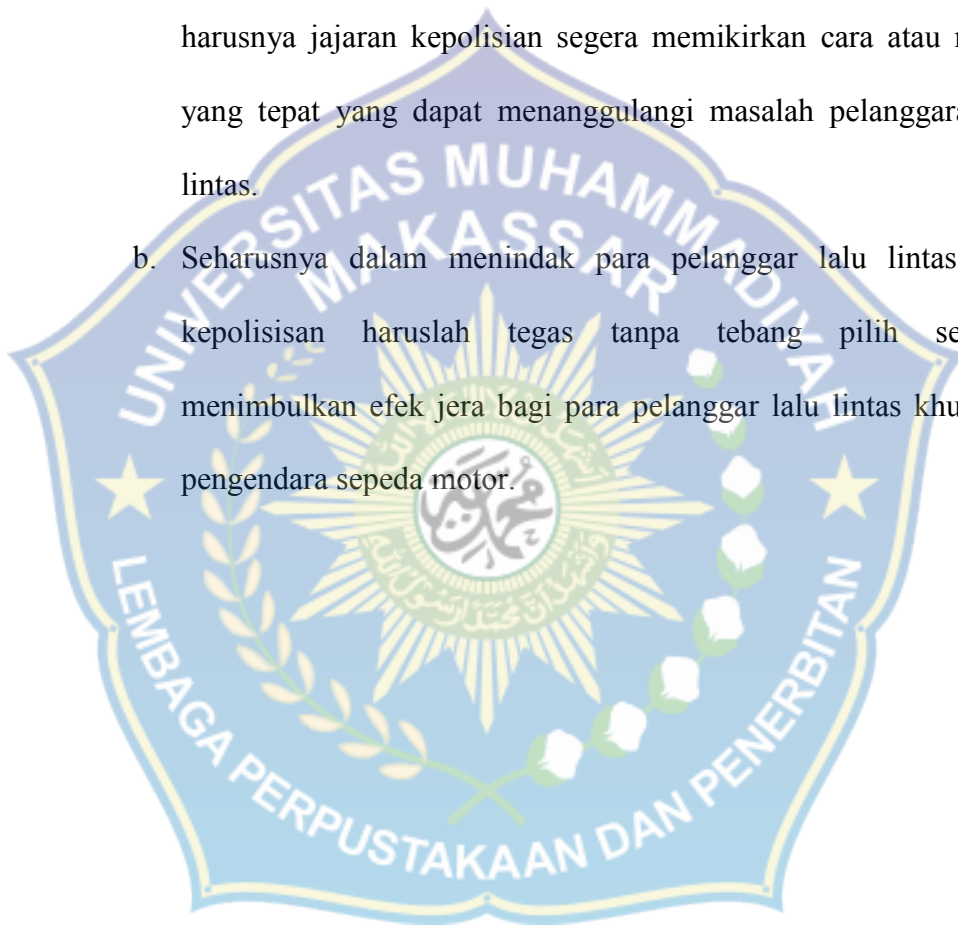 harusnya jajaran kepolisian segera memikirkan cara atau
yang tepat yang dapat menanggulangi masalah
lintas.
b. Seharusnya dalam menindak para pelanggar lalu lintas
kepolisisan haruslah tegas tanpa tebang pilih
menimbulkan efek jera bagi para pelanggar lalu lintas
pengendara sepeda motor.
UNIVERSITAS MUHAMMADIYAH
MAKASSAR
LEMBAGA PERPUSTAKAAN DAN PENERBITAN